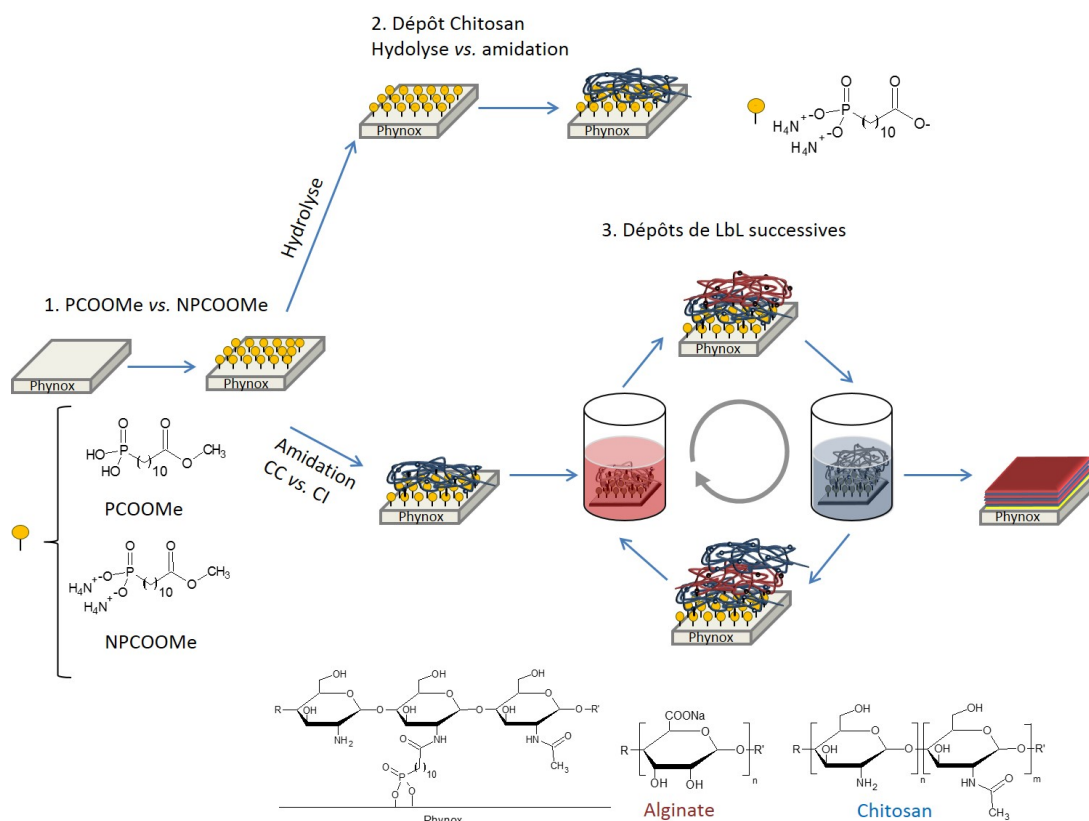 2. Dépôt Chitosan
Hydolyse vs. amidation
Phynox
Phynox
O
P
O
-O
-O
10
O-
H₄N⁺
H₄N⁺
Hydrolyse
3. Dépôts de LbL successives
1. PCOOMe vs. NPCOOMe
Phynox
Phynox
Phynox
Amidation
CC vs. CI
Phynox
Phynox
Phynox
O
O
HO
P
HO
10
O
CH₃
PCOOMe
O
O
-O
P
-O
10
O
CH₃
H₄N⁺
H₄N⁺
NPCOOMe
OH
OH
OH
R
O
OH
NH₂
O
O
OH
NH
O
O
OH
NH
O
R'
O
CH₃
O
10
P
O
O
O
Phynox
COONa
R
O
OH
OH
O
R'
n
Alginate
OH
OH
R
O
OH
NH₂
O
n
O
OH
NH
O
R'
m
O
CH₃
Chitosan